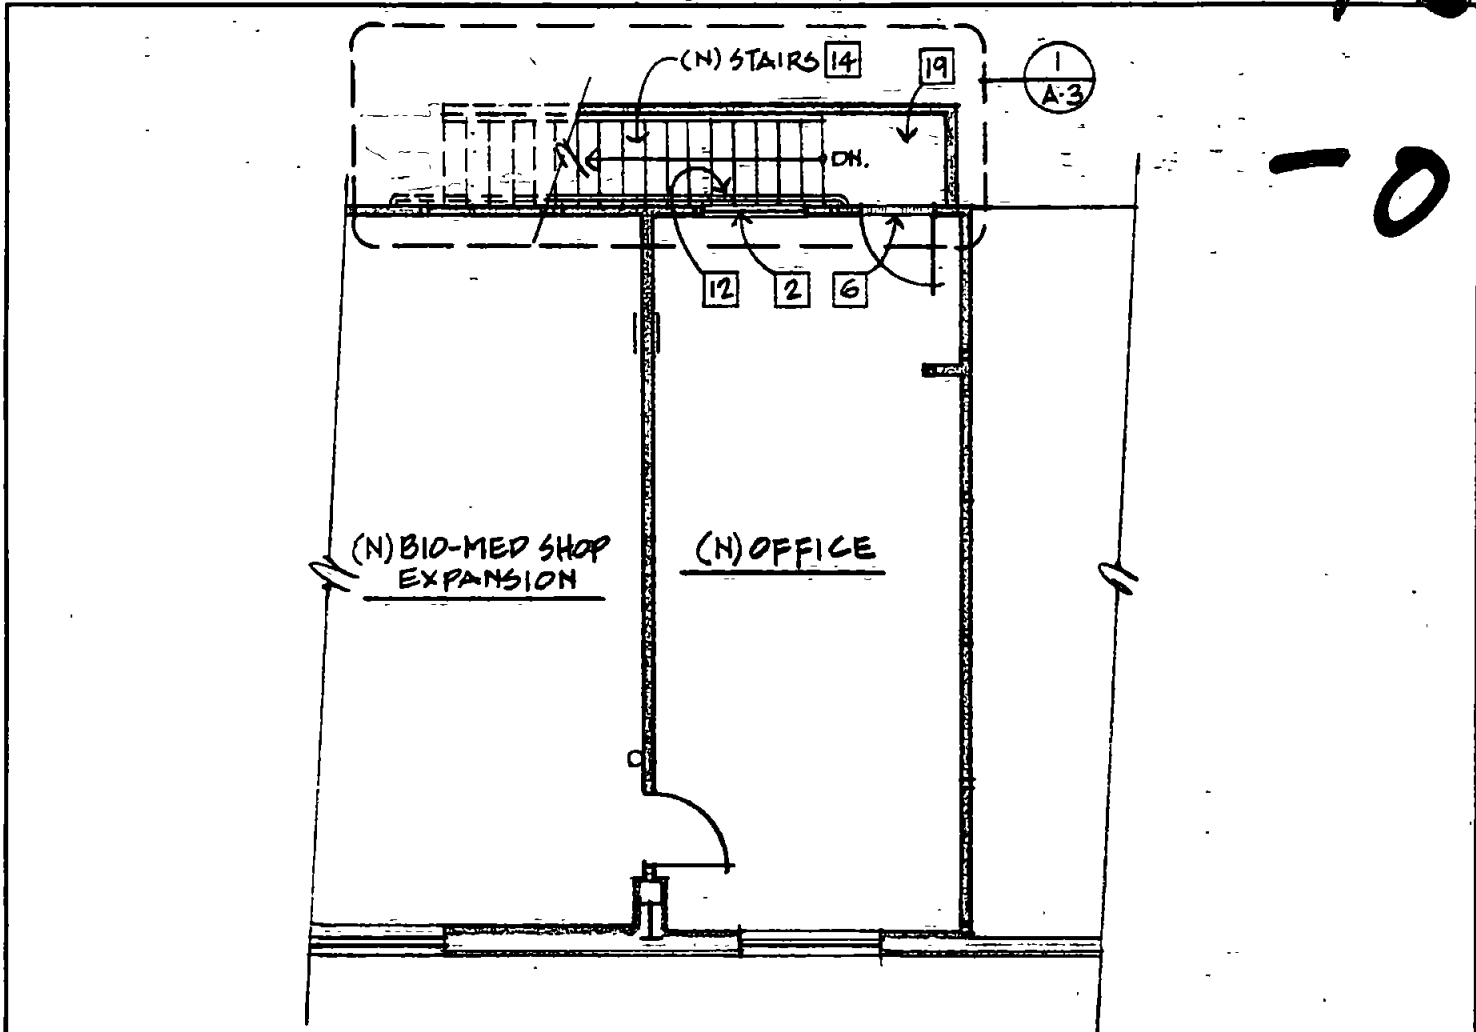 (N) STAIRS 14
19
1
A-3
DN.
12
2
6
(N) BIO-MED SHOP
EXPANSION
(N) OFFICE
-0